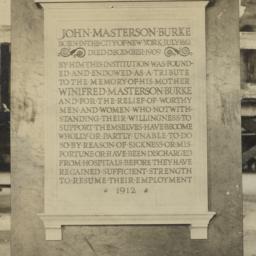 JOHN·MASTERSON·BURKE
BORN·IN·THE·CITY·OF·NEW·YORK, JULY·
DIED·DECEMBER·1909
BY·HIM·THIS·INSTITUTION·WAS·FOUND-
ED·AND·ENDOWED·AS·A·TRIBUTE
TO·THE·MEMORY·OF·HIS·MOTHER
WINIFRED·MASTERSON·BURKE
AND·FOR·THE·RELIEF·OF·WORTHY
MEN·AND·WOMEN·WHO·NOTWITH-
STANDING·THEIR·WILLINGNESS·TO
SUPPORT·THEMSELVES·HAVE·BECOME
WHOLLY·OR·PARTLY·UNABLE·TO·DO
SO·BY·REASON·OF·SICKNESS·OR·MIS-
FORTUNE·OR·HAVE·BEEN·DISCHARGED
FROM·HOSPITALS·BEFORE·THEY·HAVE
REGAINED·SUFFICIENT·STRENGTH
TO·RESUME·THEIR·EMPLOYMENT
1912